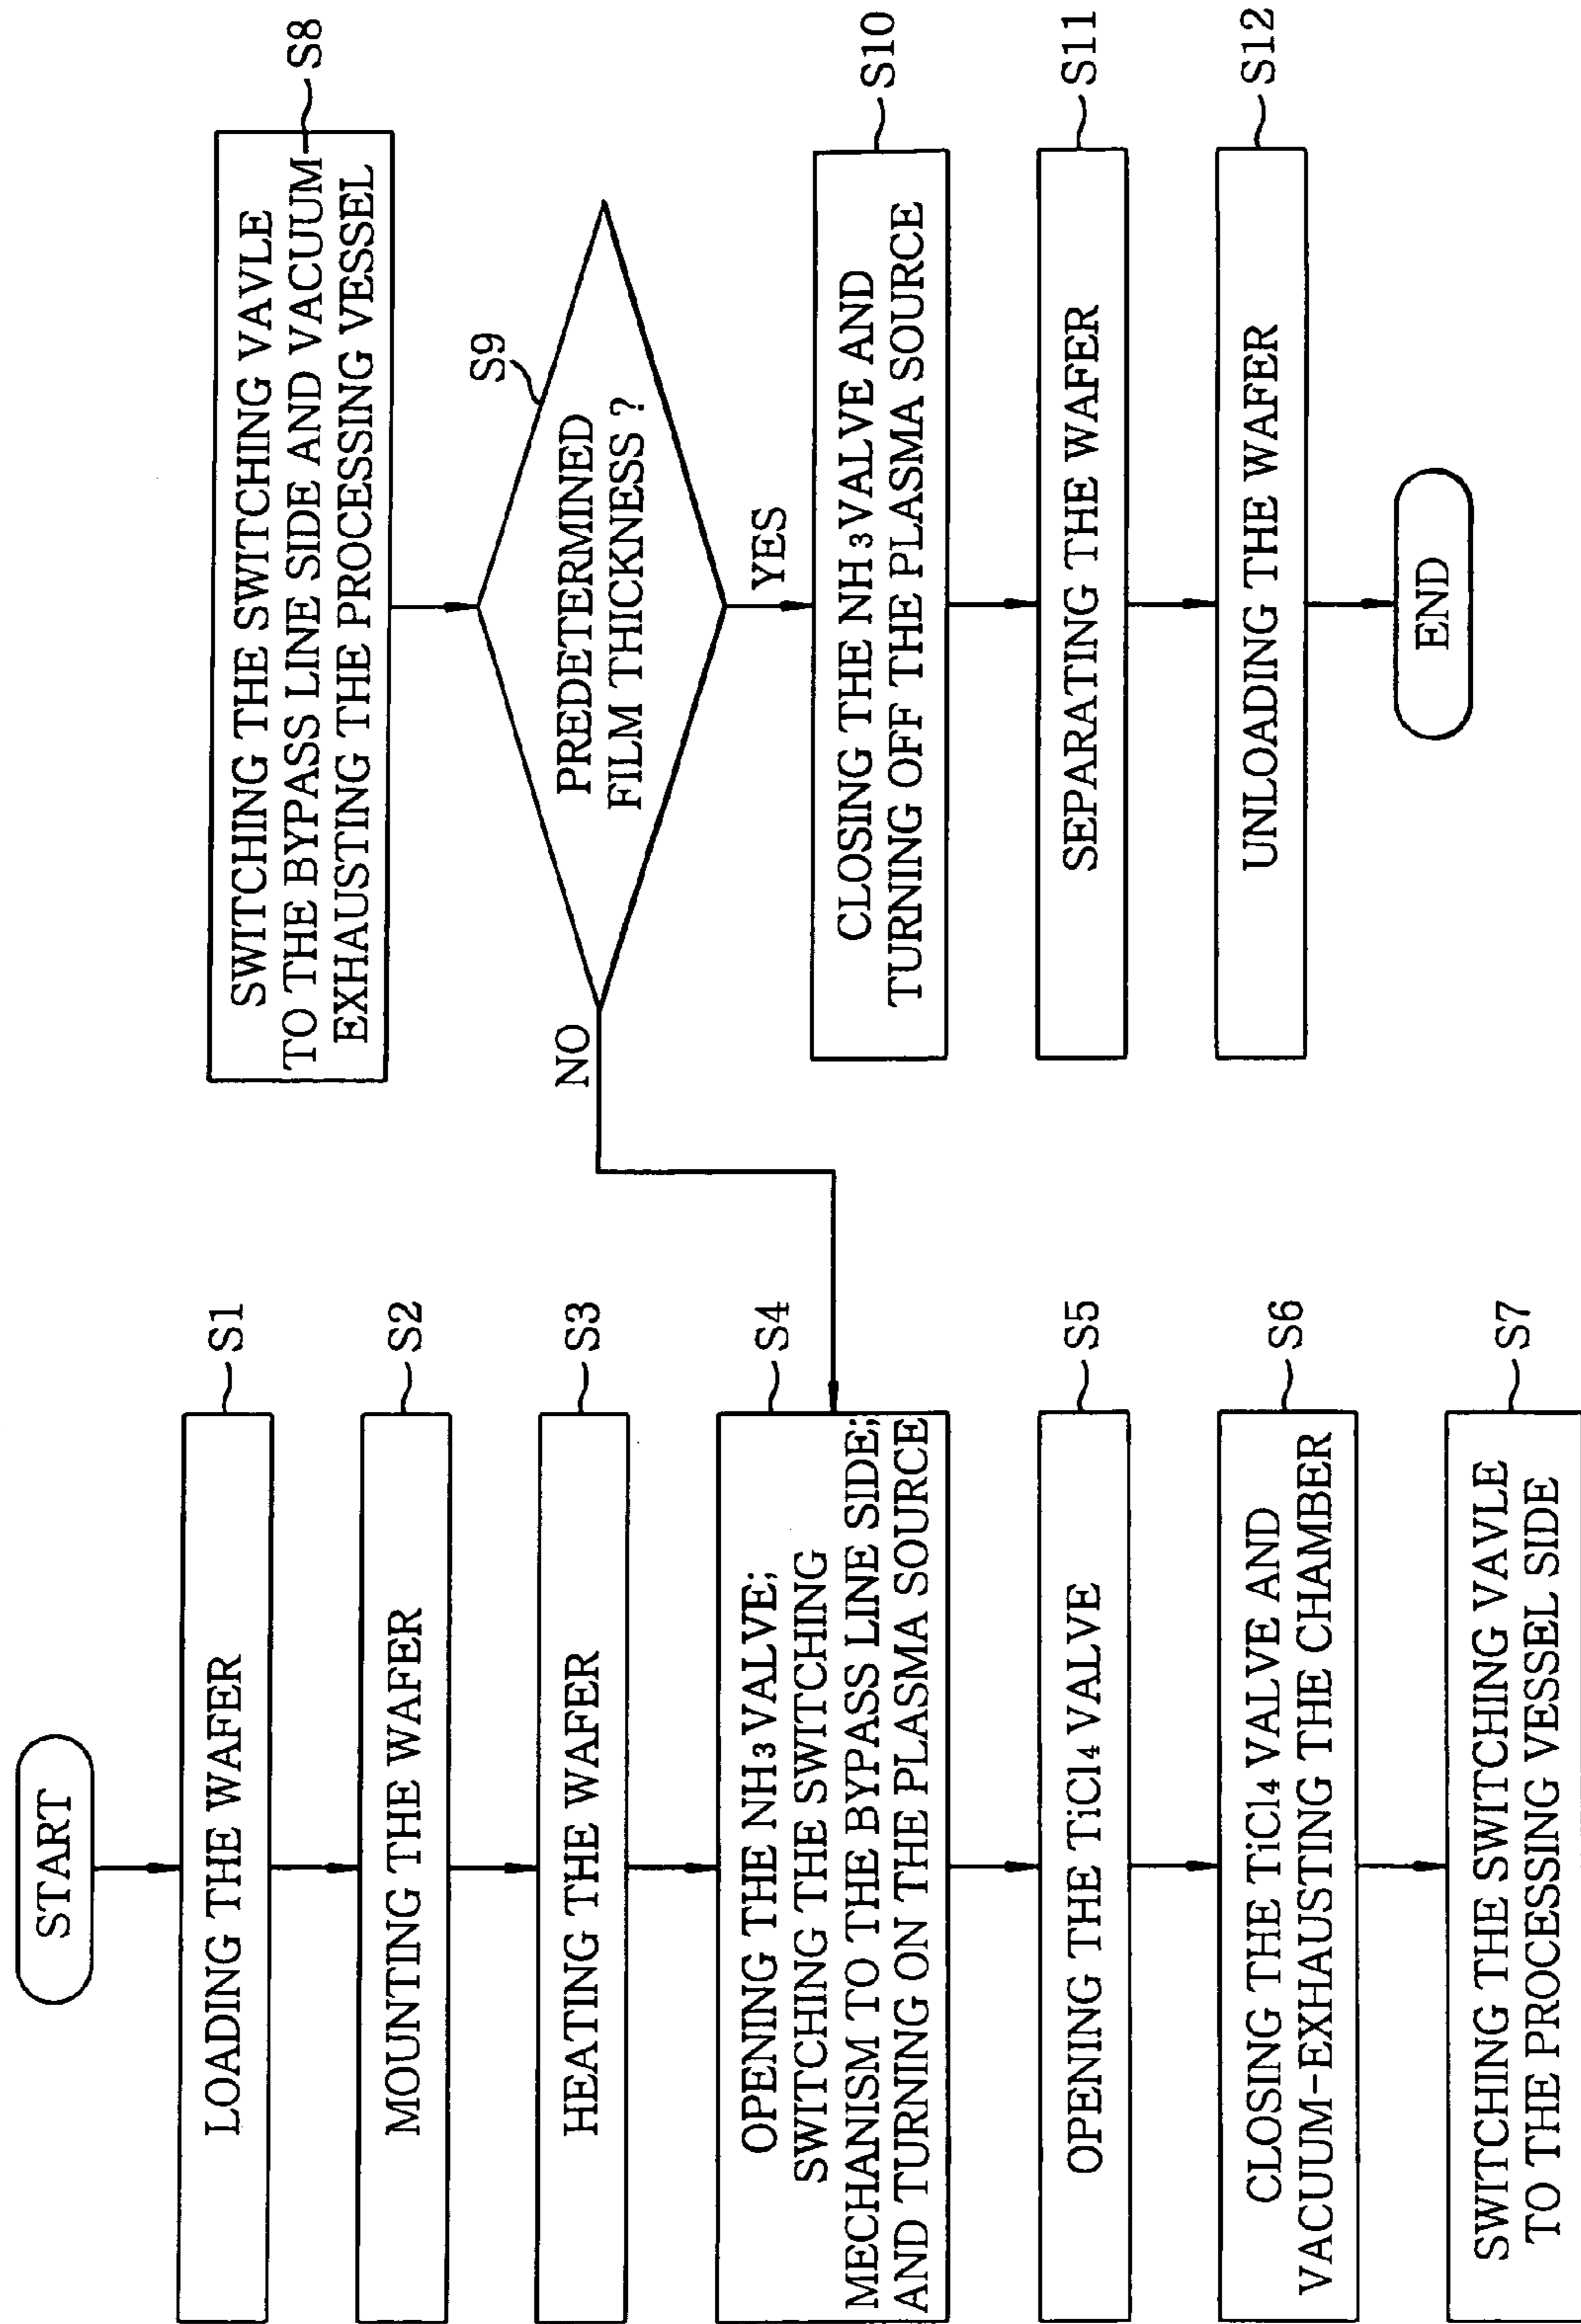 START
LOADING THE WAFER
S1
MOUNTING THE WAFER
S2
HEATING THE WAFER
S3
OPENING THE NH3 VALVE;
SWITCHING THE SWITCHING
MECHANISM TO THE BYPASS LINE SIDE;
AND TURNING ON THE PLASMA SOURCE
S4
OPENING THE TiCl4 VALVE
S5
CLOSING THE TiCl4 VALVE AND
VACUUM-EXHAUSTING THE CHAMBER
S6
SWITCHING THE SWITCHING VAVLE
TO THE PROCESSING VESSEL SIDE
S7
SWITCHING THE SWITCHING VAVLE
TO THE BYPASS LINE SIDE AND VACUUM-
EXHAUSTING THE PROCESSING VESSEL
S8
S9
PREDETERMINED
FILM THICKNESS ?
NO
YES
CLOSING THE NH3 VALVE AND
TURNING OFF THE PLASMA SOURCE
S10
SEPARATING THE WAFER
S11
UNLOADING THE WAFER
S12
END